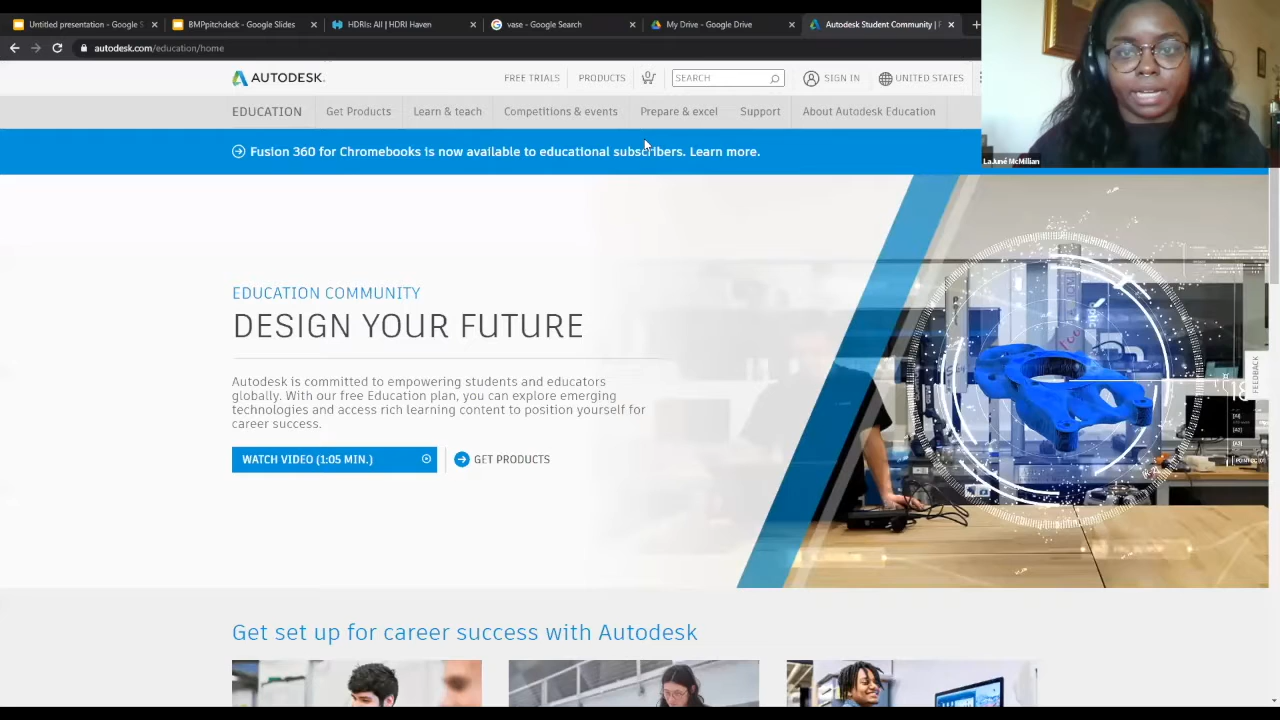 Untitled presentation - Google S
BMPpitchdeck - Google Slides
HDRIs: All | HDRI Haven
vase - Google Search
My Drive - Google Drive
Autodesk Student Community |
autodesk.com/education/home
AUTODESK.
FREE TRIALS
PRODUCTS
SEARCH
SIGN IN
UNITED STATES
EDUCATION
Get Products
Learn & teach
Competitions & events
Prepare & excel
Support
About Autodesk Education
LaJuné McMillian
Fusion 360 for Chromebooks is now available to educational subscribers. Learn more.
EDUCATION COMMUNITY
DESIGN YOUR FUTURE
Autodesk is committed to empowering students and educators
globally. With our free Education plan, you can explore emerging
technologies and access rich learning content to position yourself for
career success.
WATCH VIDEO (1:05 MIN.)
GET PRODUCTS
FEEDBACK
18
Get set up for career success with Autodesk